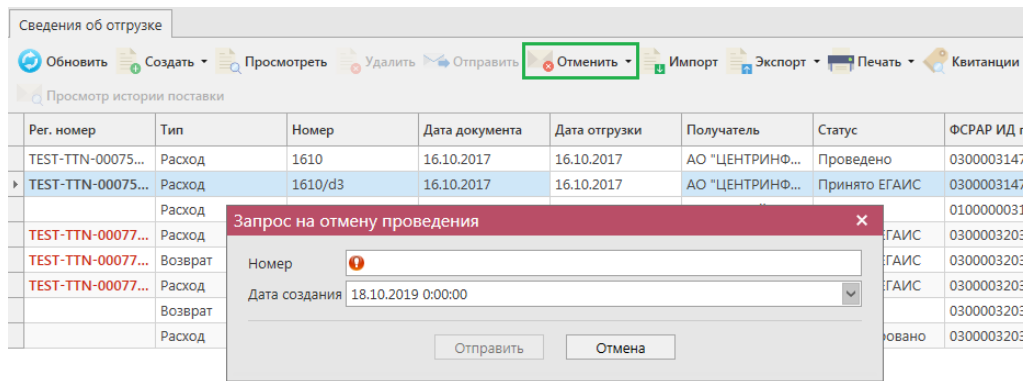 Сведения об отгрузке
Обновить Создать Просмотреть Удалить Отправить Отменить Импорт Экспорт Печать Квитанции
Просмотр истории поставки
Рег. номер Тип Номер Дата документа Дата отгрузки Получатель Статус ФСРАР ИД
TEST-TTN-00075... Расход 1610 16.10.2017 16.10.2017 АО "ЦЕНТРИНФ... Проведено 0300003147
TEST-TTN-00075... Расход 1610/d3 16.10.2017 16.10.2017 АО "ЦЕНТРИНФ... Принято ЕГАИС 0300003147
Расход 0100000031
Запрос на отмену проведения
TEST-TTN-00077... Расход ЕГАИС 0300003203
TEST-TTN-00077... Возврат ЕГАИС 0300003203
Номер
TEST-TTN-00077... Расход ЕГАИС 0300003203
Дата создания 18.10.2019 0:00:00
Возврат 0300003203
Расход овано 0300003203
Отправить Отмена